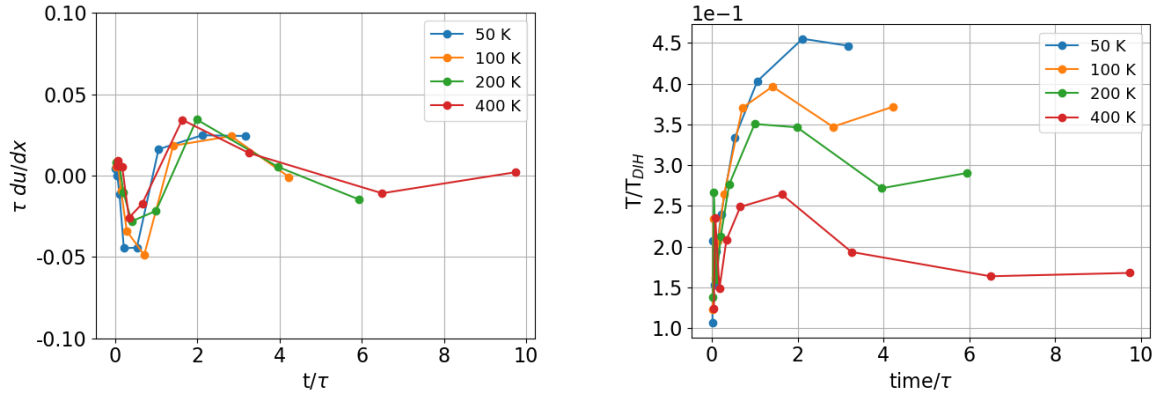 0.10
0.05
0.00
-0.05
-0.10
τ du/dx
0 2 4 6 8 10
t/τ
50 K
100 K
200 K
400 K
1e−1
4.5
4.0
3.5
3.0
2.5
2.0
1.5
1.0
T/T_DIH
0 2 4 6 8 10
time/τ
50 K
100 K
200 K
400 K